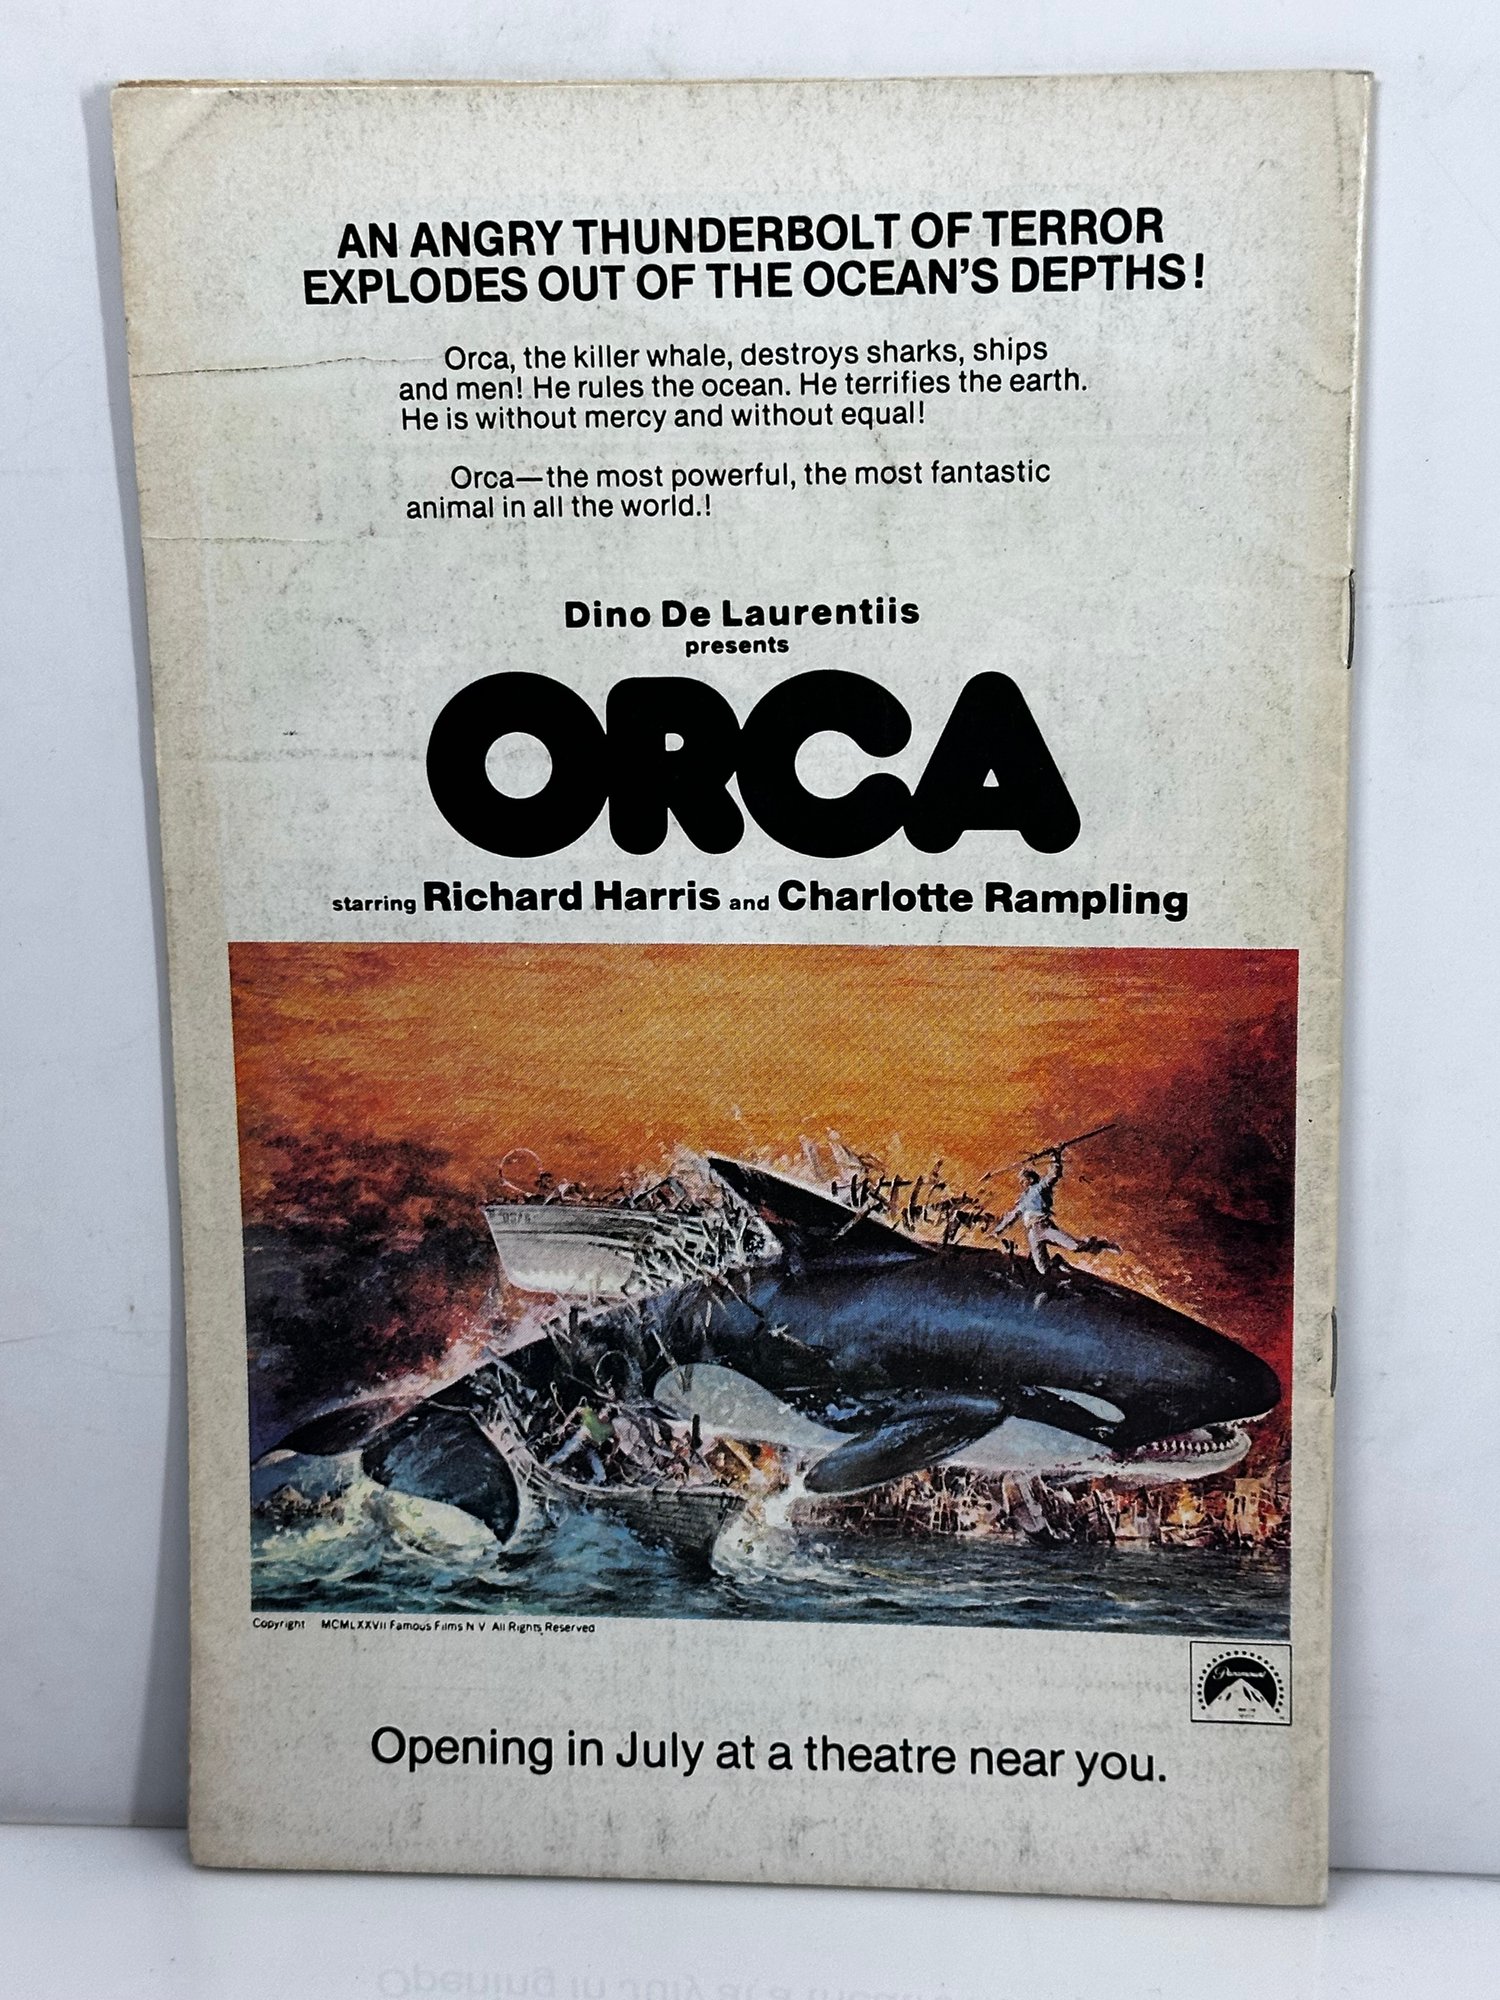 AN ANGRY THUNDERBOLT OF TERROR
EXPLODES OUT OF THE OCEAN'S DEPTHS!
Orca, the killer whale, destroys sharks, ships
and men! He rules the ocean. He terrifies the earth.
He is without mercy and without equal!
Orca—the most powerful, the most fantastic
animal in all the world.!
Dino De Laurentiis
presents
ORCA
starring Richard Harris and Charlotte Rampling
Copyright MCMLXXVII Famous Films N V All Rights Reserved
Paramount
Opening in July at a theatre near you.